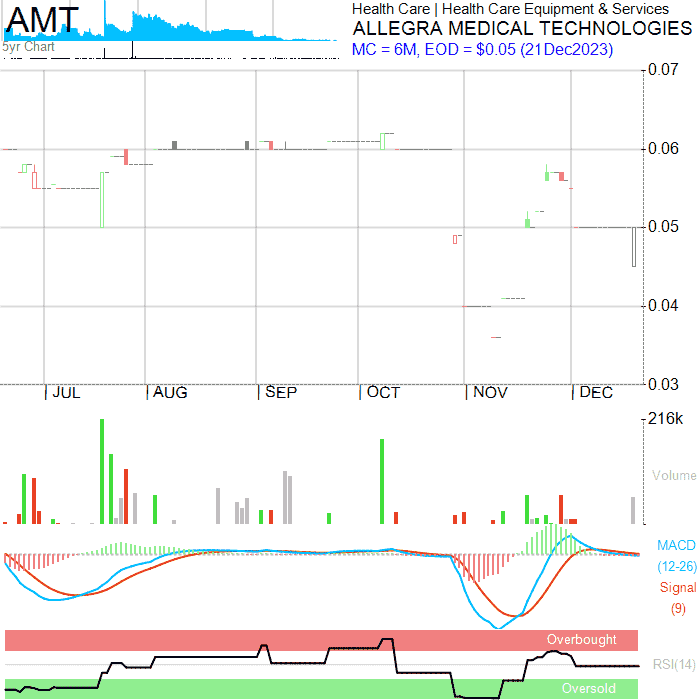 AMT
Health Care | Health Care Equipment & Services
ALLEGRA MEDICAL TECHNOLOGIES
5yr Chart
MC = 6M, EOD = $0.05 (21Dec2023)
0.07
0.06
0.05
0.04
0.03
JUL AUG SEP OCT NOV DEC
216k
Volume
MACD
(12-26)
Signal
(9)
Overbought
RSI(14)
Oversold